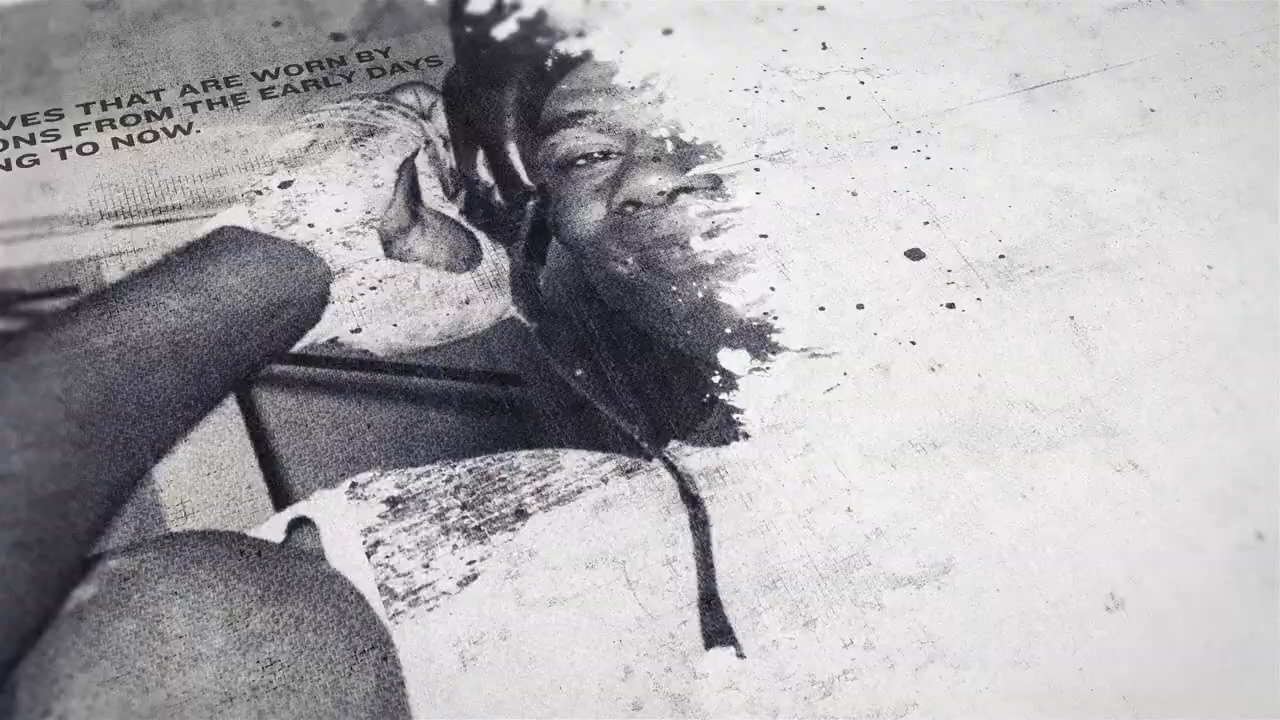 VES THAT ARE WORN BY
ONS FROM THE EARLY DAYS
NG TO NOW.